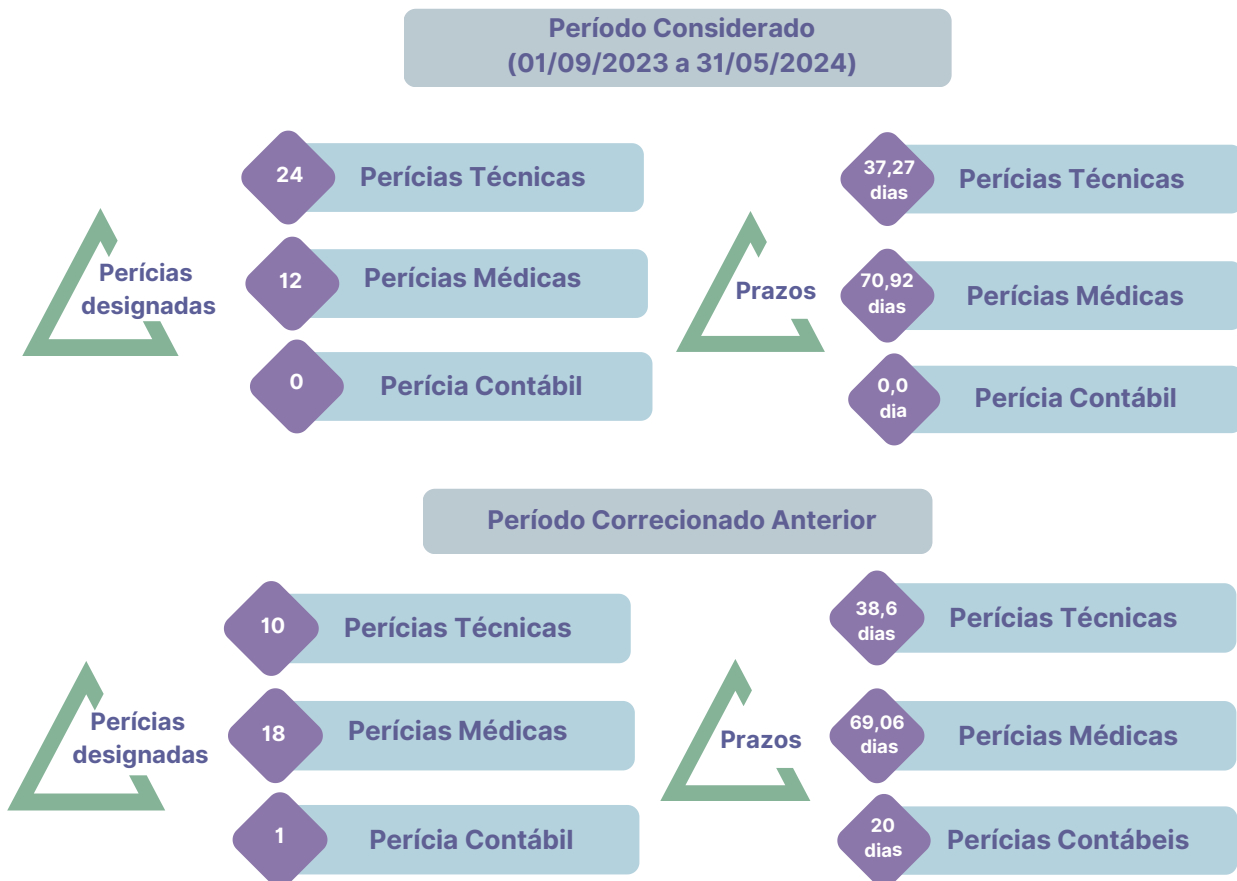 Período Considerado
(01/09/2023 a 31/05/2024)
Perícias
designadas
24
Perícias Técnicas
12
Perícias Médicas
0
Perícia Contábil
Prazos
37,27
dias
Perícias Técnicas
70,92
dias
Perícias Médicas
0,0
dia
Perícia Contábil
Período Correcionado Anterior
Perícias
designadas
10
Perícias Técnicas
18
Perícias Médicas
1
Perícia Contábil
Prazos
38,6
dias
Perícias Técnicas
69,06
dias
Perícias Médicas
20
dias
Perícias Contábeis